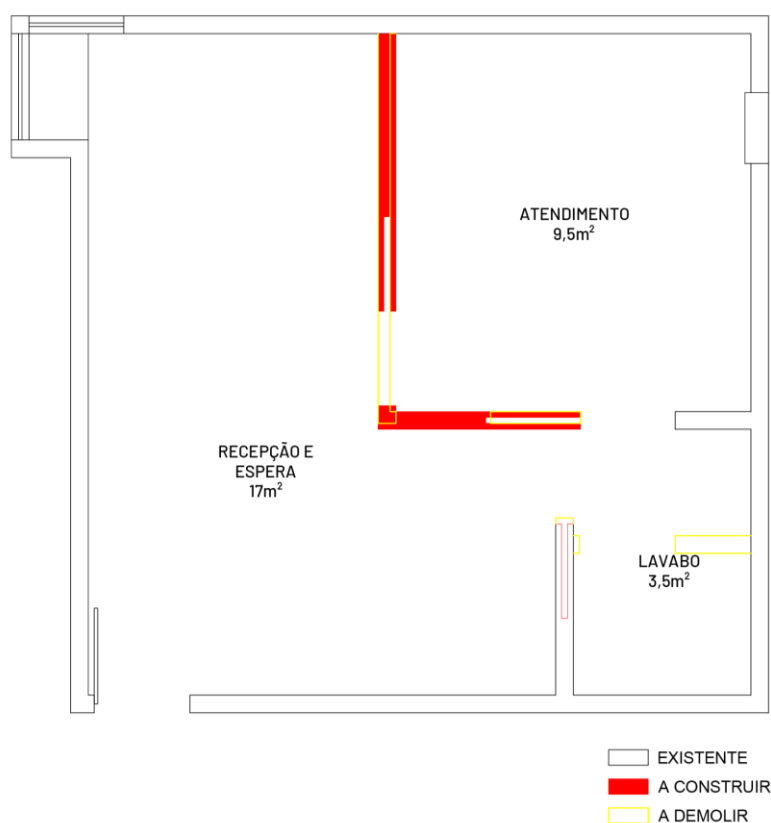 ATENDIMENTO
9,5m²
RECEPÇÃO E
ESPERA
17m²
LAVABO
3,5m²
EXISTENTE
A CONSTRUIR
A DEMOLIR